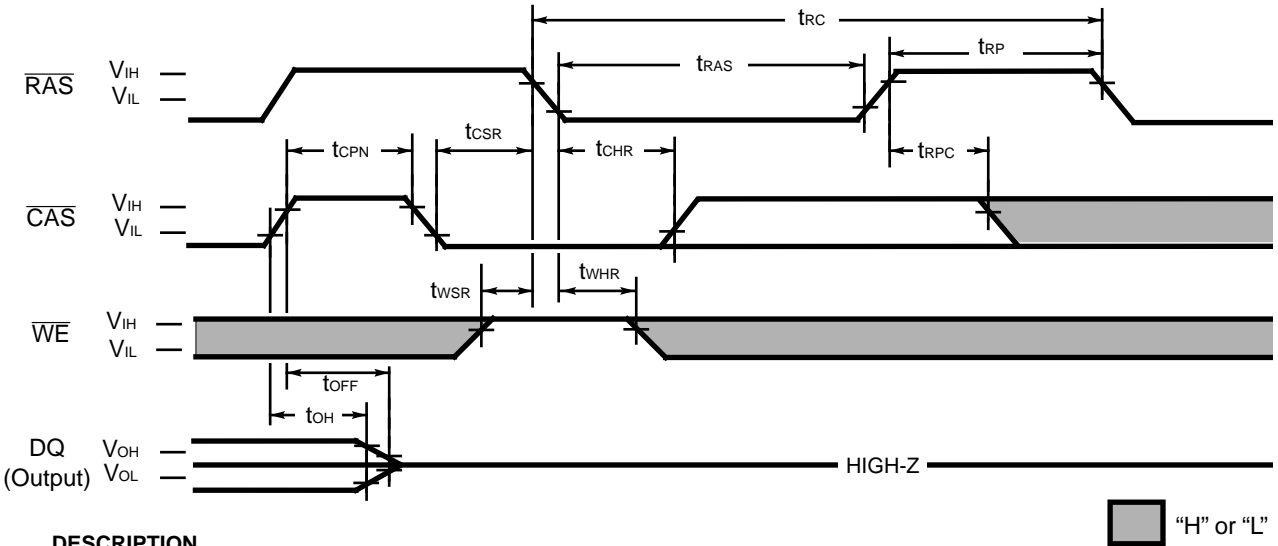 tRC
tRP
tRAS
RAS
VIH
VIL
tCSR
tCPN
tCHR
tRPC
CAS
VIH
VIL
tWHR
tWSR
WE
VIH
VIL
tOFF
tOH
DQ
(Output)
VOH
VOL
HIGH-Z
“H” or “L”
DESCRIPTION